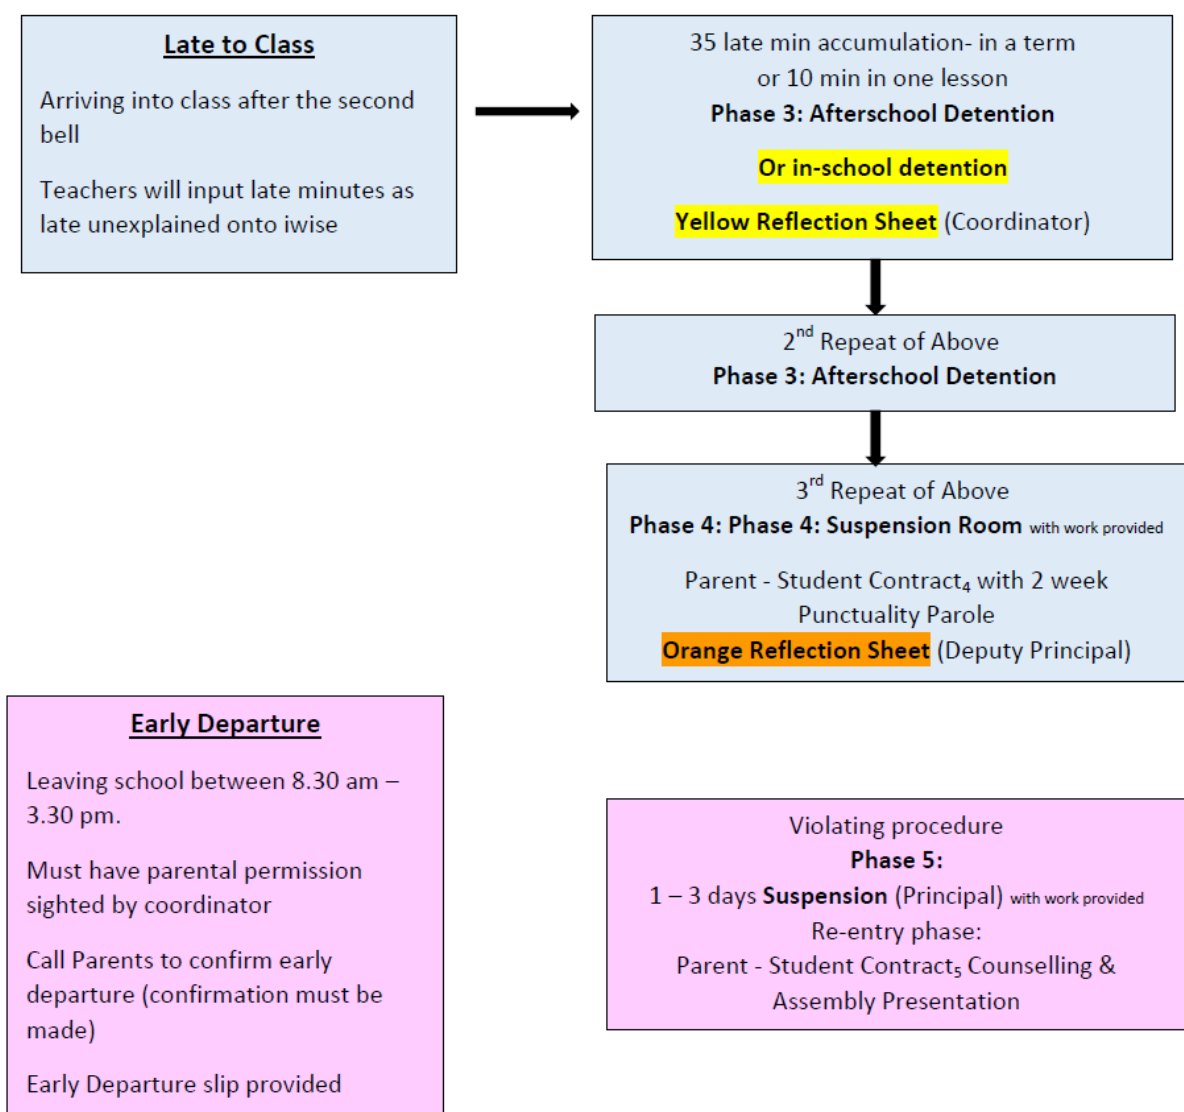 Late to Class
Arriving into class after the second
bell
Teachers will input late minutes as
late unexplained onto iwise
35 late min accumulation- in a term
or 10 min in one lesson
Phase 3: Afterschool Detention
Or in-school detention
Yellow Reflection Sheet (Coordinator)
2nd Repeat of Above
Phase 3: Afterschool Detention
3rd Repeat of Above
Phase 4: Phase 4: Suspension Room with work provided
Parent - Student Contract₄ with 2 week
Punctuality Parole
Orange Reflection Sheet (Deputy Principal)
Early Departure
Leaving school between 8.30 am –
3.30 pm.
Must have parental permission
sighted by coordinator
Call Parents to confirm early
departure (confirmation must be
made)
Early Departure slip provided
Violating procedure
Phase 5:
1 – 3 days Suspension (Principal) with work provided
Re-entry phase:
Parent - Student Contract₅ Counselling &
Assembly Presentation